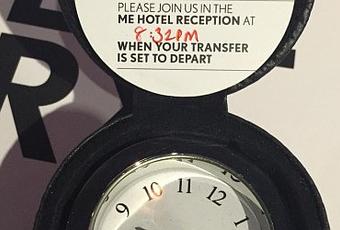 PLEASE JOIN US IN THE
ME HOTEL RECEPTION AT
8:32PM
WHEN YOUR TRANSFER
IS SET TO DEPART
9 10 11 12 1